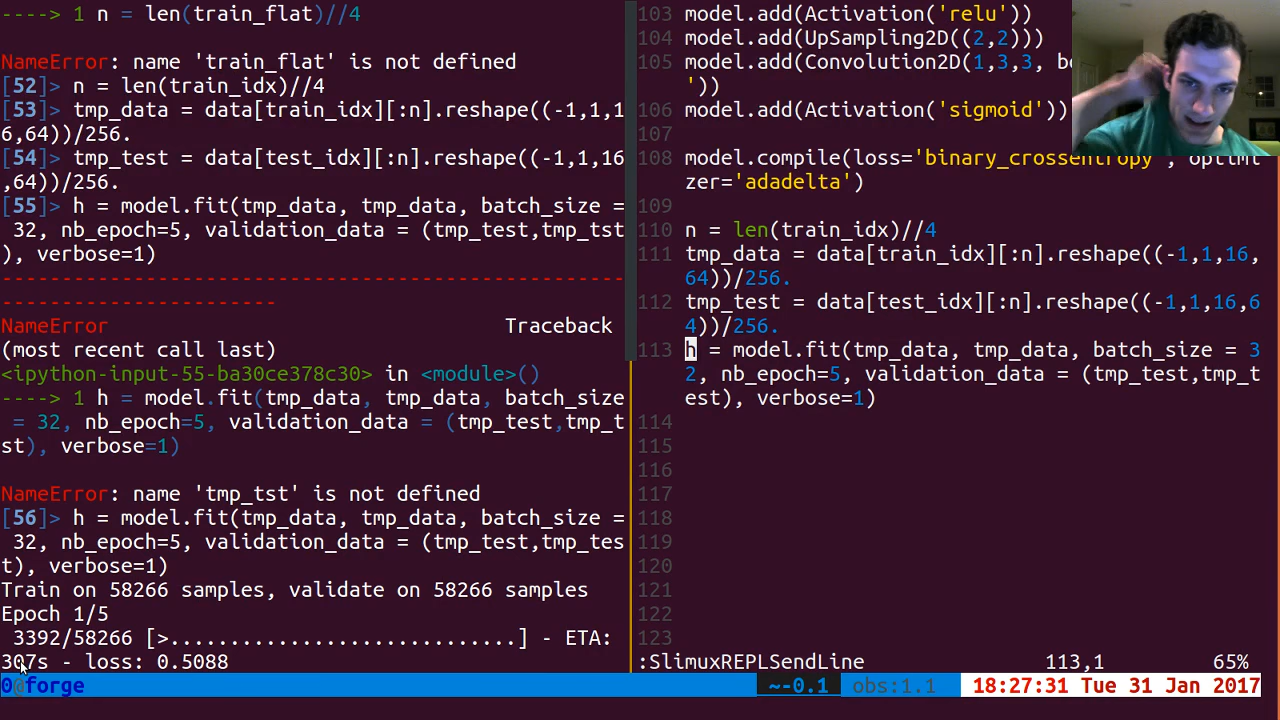 ----> 1 n = len(train_flat)//4
NameError: name 'train_flat' is not defined
[52]> n = len(train_idx)//4
[53]> tmp_data = data[train_idx][:n].reshape((-1,1,1
6,64))/256.
[54]> tmp_test = data[test_idx][:n].reshape((-1,1,16
,64))/256.
[55]> h = model.fit(tmp_data, tmp_data, batch_size =
32, nb_epoch=5, validation_data = (tmp_test,tmp_tst
), verbose=1)
---------------------------------------------------------------------------
NameError Traceback
(most recent call last)
<ipython-input-55-ba30ce378c30> in <module>()
----> 1 h = model.fit(tmp_data, tmp_data, batch_size
= 32, nb_epoch=5, validation_data = (tmp_test,tmp_t
st), verbose=1)
NameError: name 'tmp_tst' is not defined
[56]> h = model.fit(tmp_data, tmp_data, batch_size =
32, nb_epoch=5, validation_data = (tmp_test,tmp_tes
t), verbose=1)
Train on 58266 samples, validate on 58266 samples
Epoch 1/5
3392/58266 [>.............................] - ETA:
307s - loss: 0.5088
103 model.add(Activation('relu'))
104 model.add(UpSampling2D((2,2)))
105 model.add(Convolution2D(1,3,3,
'))
106 model.add(Activation('sigmoid'))
107
108 model.compile(loss='binary_crossentropy', optimi
zer='adadelta')
109
110 n = len(train_idx)//4
111 tmp_data = data[train_idx][:n].reshape((-1,1,16,
64))/256.
112 tmp_test = data[test_idx][:n].reshape((-1,1,16,6
4))/256.
113 h = model.fit(tmp_data, tmp_data, batch_size = 3
2, nb_epoch=5, validation_data = (tmp_test,tmp_t
est), verbose=1)
114
115
116
117
118
119
120
121
122
123
:SlimuxREPLSendLine 113,1 65%
0@forge ~-0.1 obs:1.1 18:27:31 Tue 31 Jan 2017